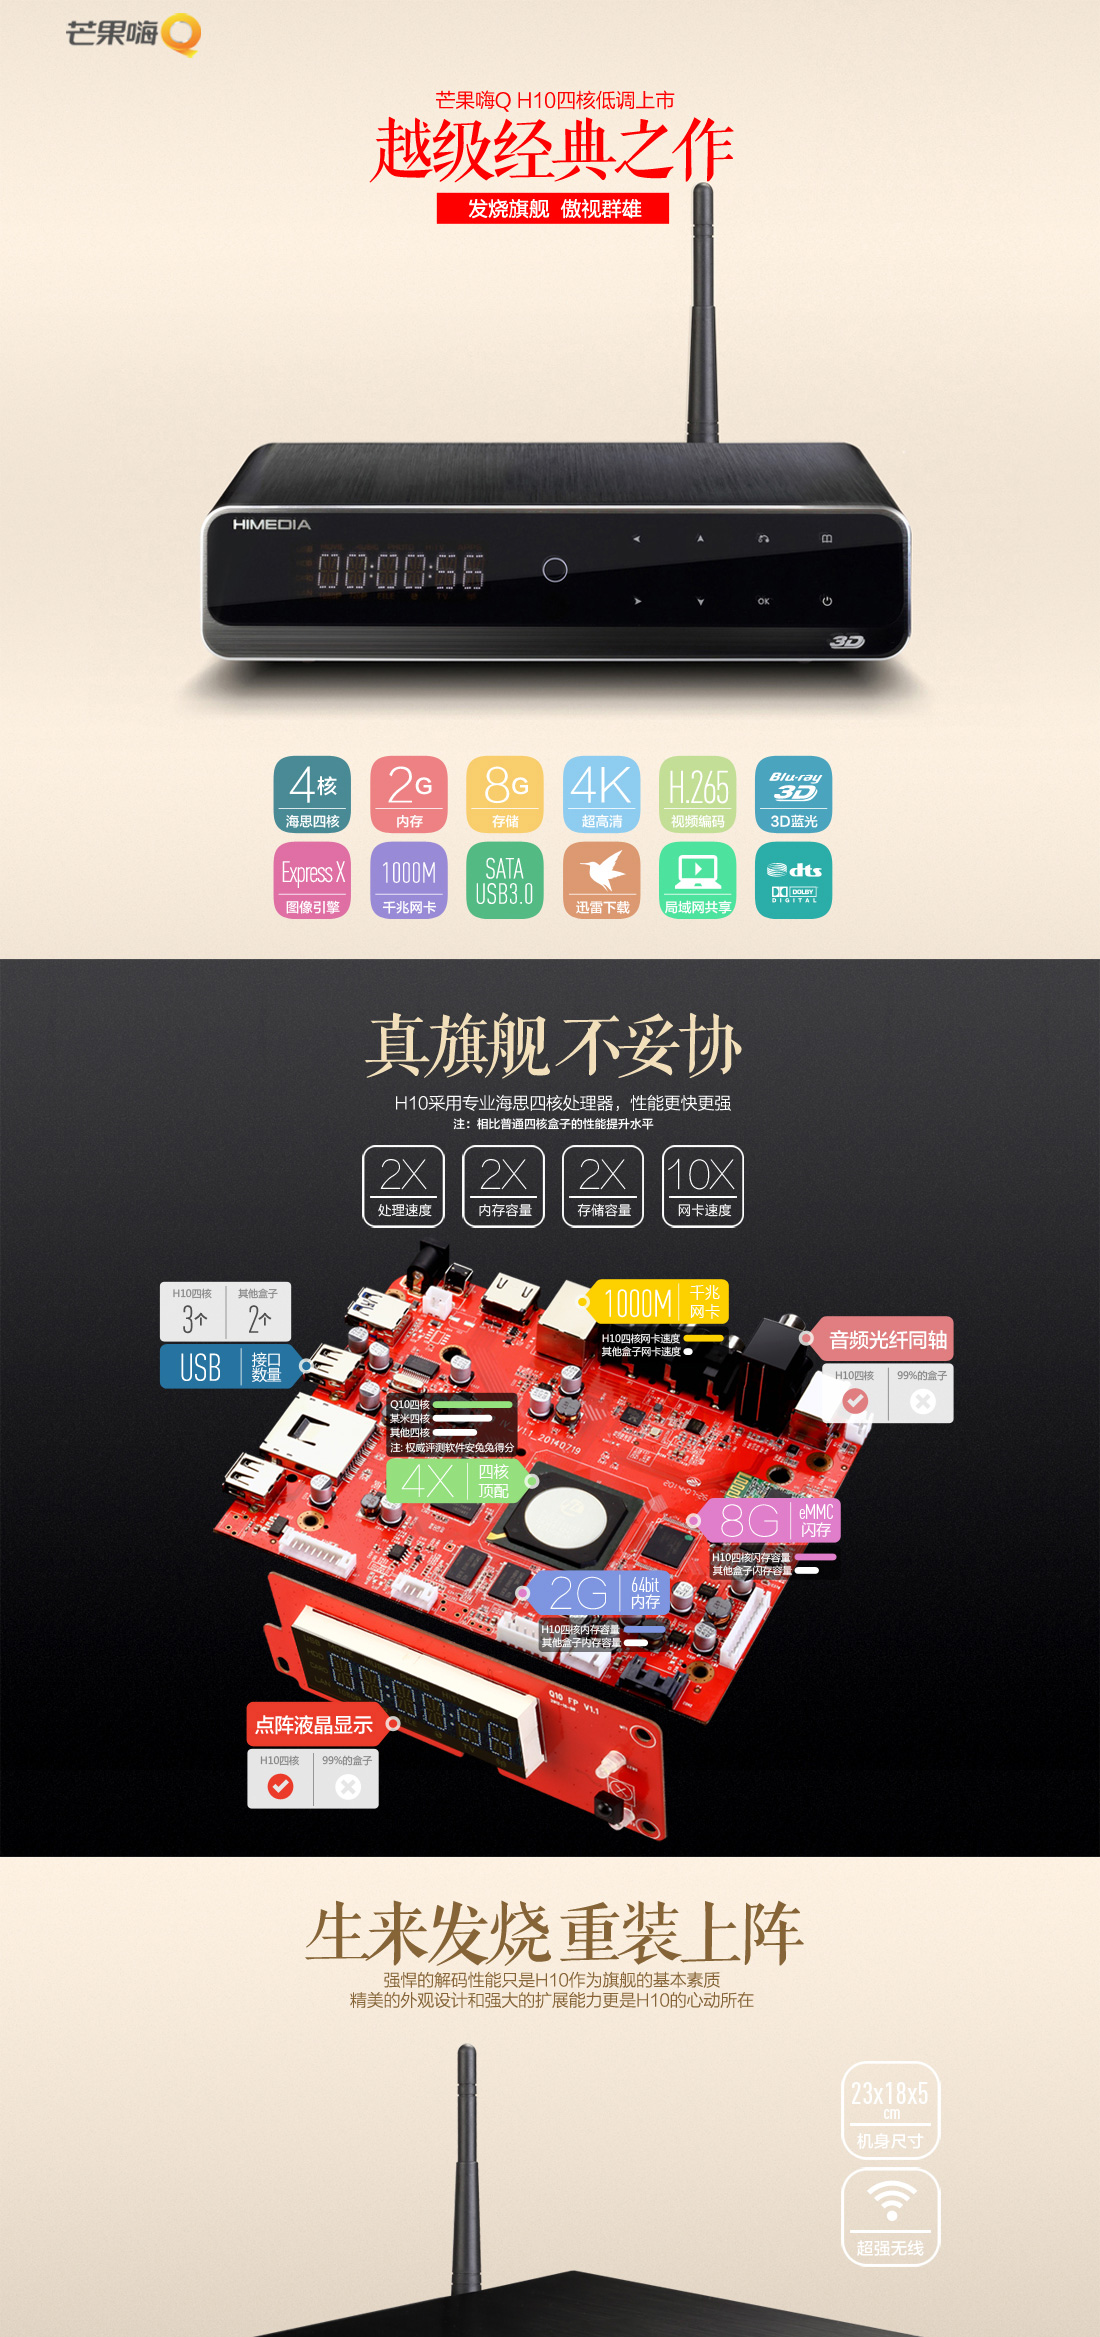 芒果嗨Q
芒果嗨Q H10四核低调上市
越级经典之作
发烧旗舰 傲视群雄
HIMEDIA
00:00:56
OK
3D
4核
海思四核
2G
内存
8G
存储
4K
超高清
H.265
视频编码
Blu-ray
3D
3D蓝光
Express X
图像引擎
1000M
千兆网卡
SATA
USB3.0
迅雷下载
局域网共享
dts
DOLBY
DIGITAL
真旗舰 不妥协
H10采用专业海思四核处理器，性能更快更强
注：相比普通四核盒子的性能提升水平
2X
处理速度
2X
内存容量
2X
存储容量
10X
网卡速度
H10四核
3个
其他盒子
2个
USB
接口
数量
1000M
千兆
网卡
H10四核网卡速度
其他盒子网卡速度
音频光纤同轴
H10四核
99%的盒子
Q10四核
某米四核
其他四核
注: 权威评测软件安兔兔得分
V1.1_20140719
4X
四核
顶配
8G
eMMC
闪存
H10四核闪存容量
其他盒子闪存容量
2G
64bit
内存
H10四核内存容量
其他盒子内存容量
Q10 FP V1.1
点阵液晶显示
H10四核
99%的盒子
生来发烧 重装上阵
强悍的解码性能只是H10作为旗舰的基本素质
精美的外观设计和强大的扩展能力更是H10的心动所在
23x18x5
cm
机身尺寸
超强无线